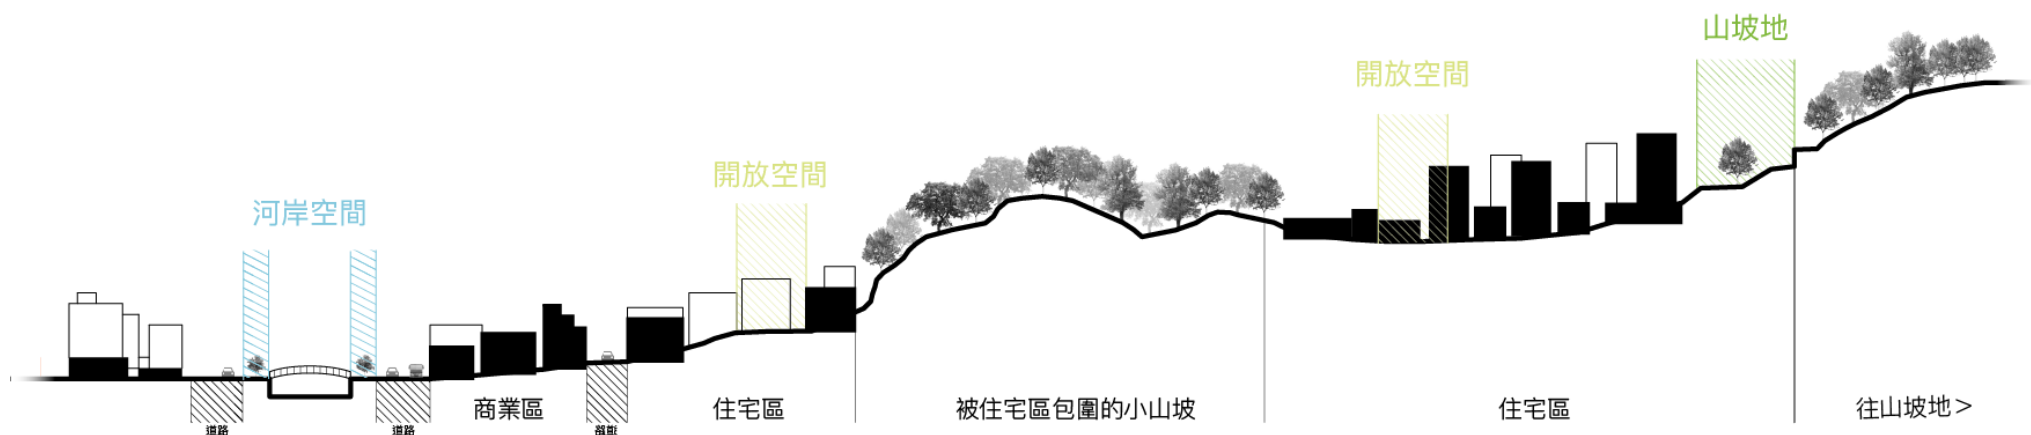 山坡地
開放空間
開放空間
河岸空間
商業區
住宅區
被住宅區包圍的小山坡
住宅區
往山坡地>
道路
道路